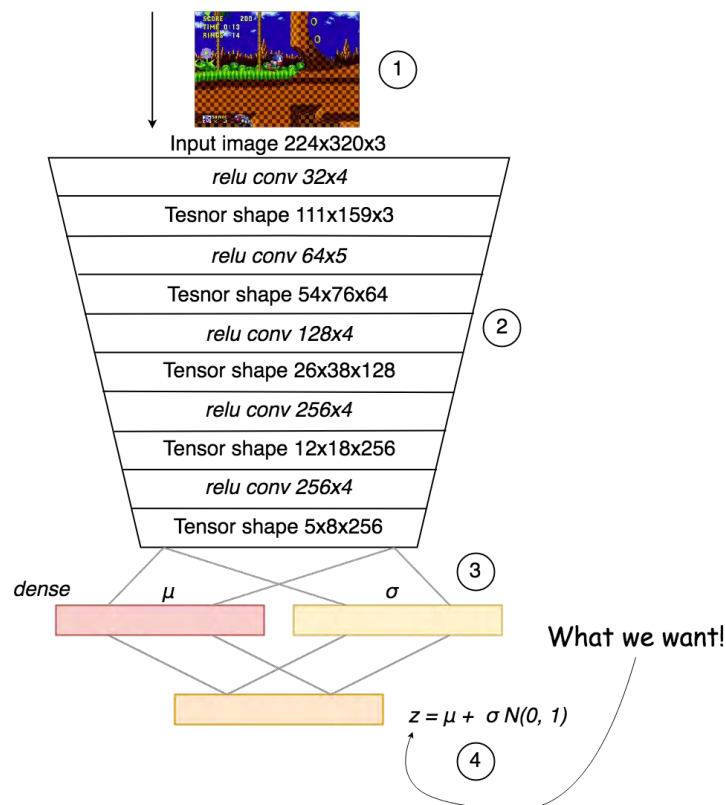 SCORE 200
TIME 0:13
RINGS 14
1
Input image 224x320x3
relu conv 32x4
Tesnor shape 111x159x3
relu conv 64x5
Tesnor shape 54x76x64
relu conv 128x4
2
Tensor shape 26x38x128
relu conv 256x4
Tensor shape 12x18x256
relu conv 256x4
Tensor shape 5x8x256
3
dense μ σ
What we want!
z = μ + σ N(0, 1)
4